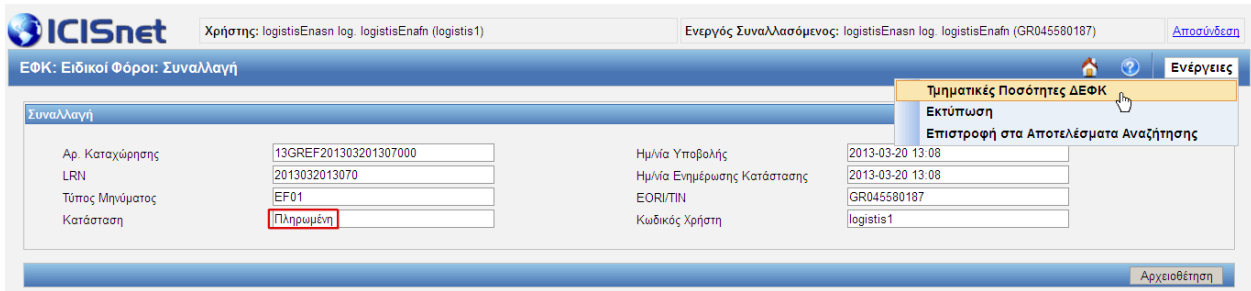 ICISnet Χρήστης: logistisEnasn log. logistisEnafn (logistis1) Ενεργός Συναλλασόμενος: logistisEnasn log. logistisEnafn (GR045580187) Αποσύνδεση
ΕΦΚ: Ειδικοί Φόροι: Συναλλαγή Ενέργειες
Τμηματικές Ποσότητες ΔΕΦΚ
Εκτύπωση
Επιστροφή στα Αποτελέσματα Αναζήτησης
Συναλλαγή
Αρ. Καταχώρησης 13GREF201303201307000 Ημ/νία Υποβολής 2013-03-20 13:08
LRN 2013032013070 Ημ/νία Ενημέρωσης Κατάστασης 2013-03-20 13:08
Τύπος Μηνύματος EF01 EORI/TIN GR045580187
Κατάσταση Πληρωμένη Κωδικός Χρήστη logistis1
Αρχειοθέτηση